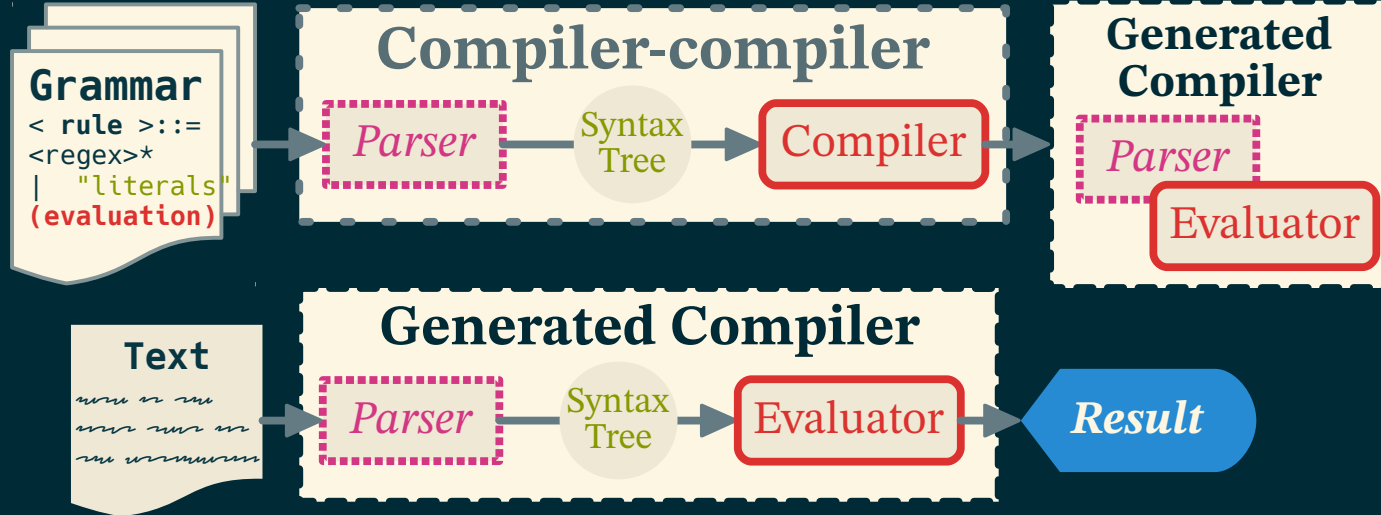 Grammar
< rule >::=
<regex>*
| "literals"
(evaluation)
Compiler-compiler
Parser
Syntax
Tree
Compiler
Generated
Compiler
Parser
Evaluator
Text
Generated Compiler
Parser
Syntax
Tree
Evaluator
Result